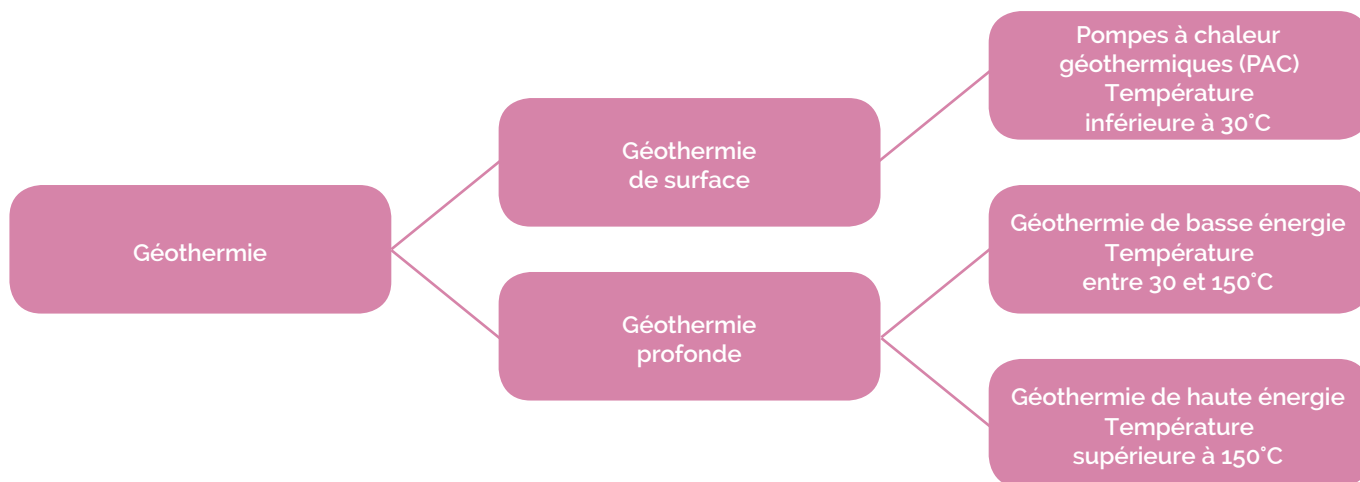 Géothermie
Géothermie
de surface
Géothermie
profonde
Pompes à chaleur
géothermiques (PAC)
Température
inférieure à 30°C
Géothermie de basse énergie
Température
entre 30 et 150°C
Géothermie de haute énergie
Température
supérieure à 150°C